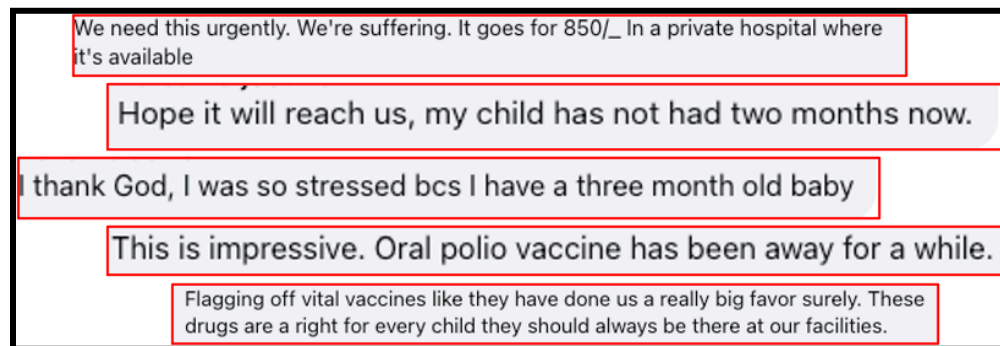 We need this urgently. We're suffering. It goes for 850/_ In a private hospital where
it's available
Hope it will reach us, my child has not had two months now.
I thank God, I was so stressed bcs I have a three month old baby
This is impressive. Oral polio vaccine has been away for a while.
Flagging off vital vaccines like they have done us a really big favor surely. These
drugs are a right for every child they should always be there at our facilities.